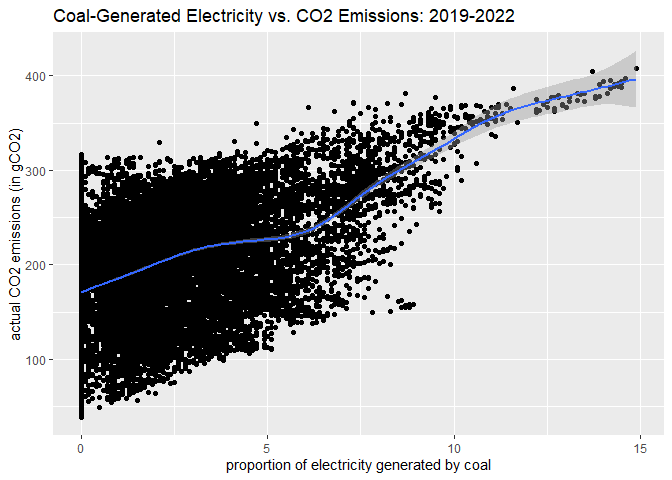 Coal-Generated Electricity vs. CO2 Emissions: 2019-2022
actual CO2 emissions (in gCO2)
400
300
200
100
0
5
10
15
proportion of electricity generated by coal